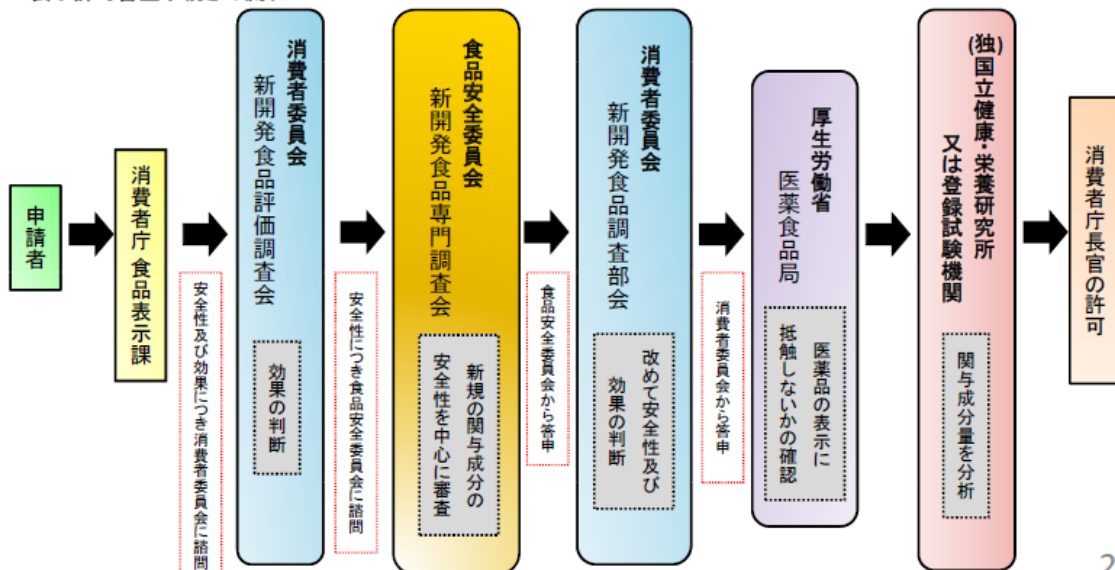 申請者
消費者庁 食品表示課
安全性及び効果につき消費者委員会に諮問
消費者委員会
新開発食品評価調査会
効果の判断
安全性につき食品安全委員会に諮問
食品安全委員会
新開発食品専門調査会
新規の関与成分の
安全性を中心に審査
食品安全委員会から答申
消費者委員会
新開発食品調査部会
改めて安全性及び
効果の判断
消費者委員会から答申
厚生労働省
医薬食品局
医薬品の表示に
抵触しないかの確認
(独)国立健康・栄養研究所
又は登録試験機関
関与成分量を分析
消費者庁長官の許可
2